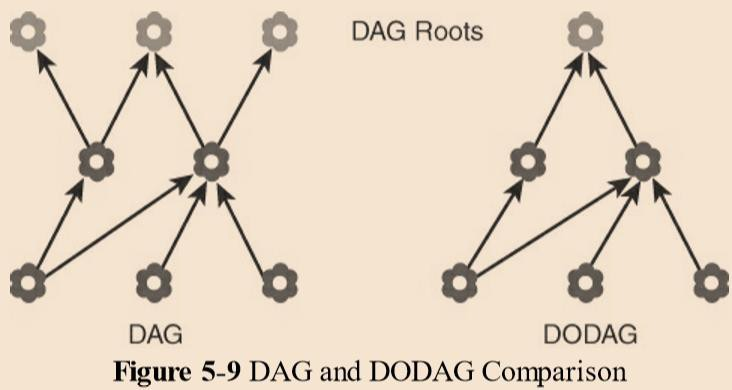 DAG Roots
DAG
DODAG
Figure 5-9 DAG and DODAG Comparison